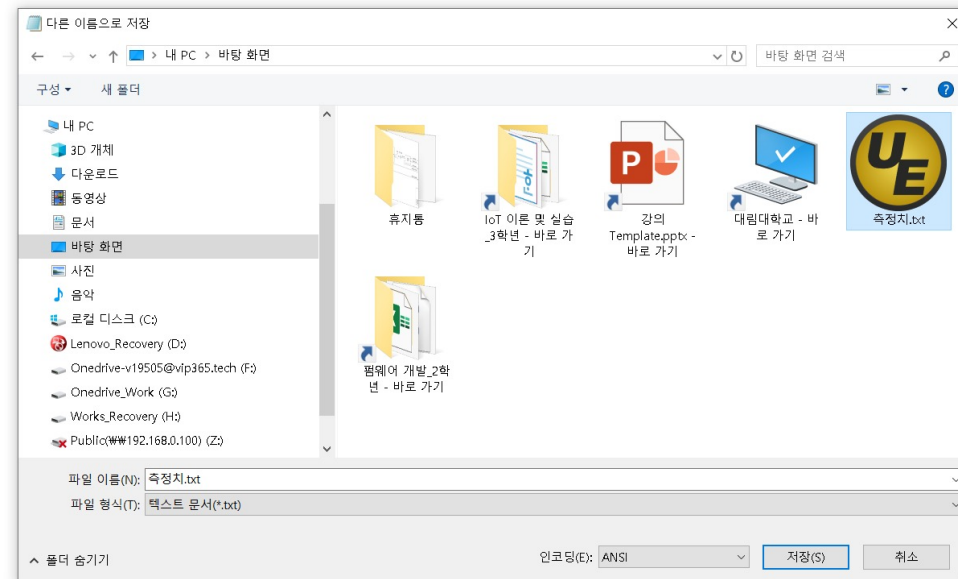 다른 이름으로 저장
내 PC > 바탕 화면
바탕 화면 검색
구성
새 폴더
내 PC
3D 개체
다운로드
동영상
문서
바탕 화면
사진
음악
로컬 디스크 (C:)
Lenovo_Recovery (D:)
Onedrive-v19505@vip365.tech (F:)
Onedrive_Work (G:)
Works_Recovery (H:)
Public(₩₩192.168.0.100) (Z:)
휴지통
IoT 이론 및 실습
_3학년 - 바로 가
기
P
강의
Template.pptx -
바로 가기
대림대학교 - 바
로 가기
UE
측정치.txt
펌웨어 개발_2학
년 - 바로 가기
파일 이름(N): 측정치.txt
파일 형식(T): 텍스트 문서(*.txt)
폴더 숨기기
인코딩(E): ANSI
저장(S)
취소